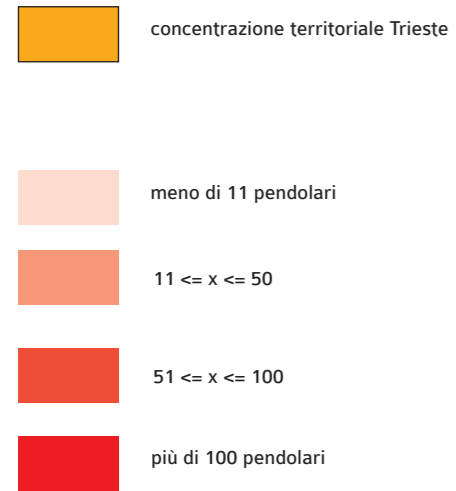 concentrazione territoriale Trieste
meno di 11 pendolari
11 <= x <= 50
51 <= x <= 100
più di 100 pendolari